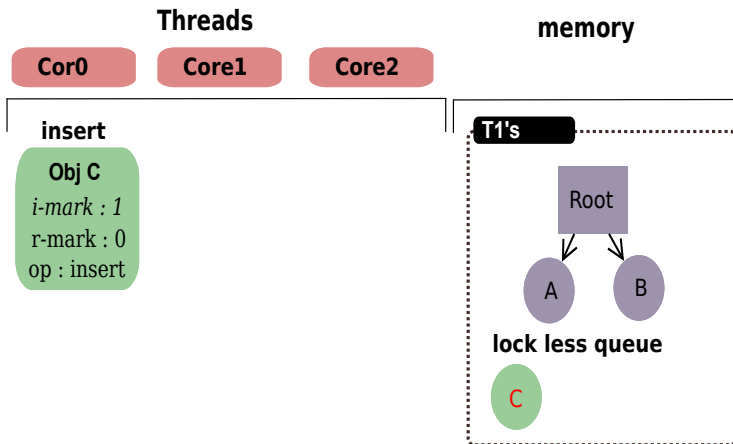 Threads
memory
Cor0
Core1
Core2
insert
Obj C
i-mark : 1
r-mark : 0
op : insert
T1's
Root
A
B
lock less queue
C